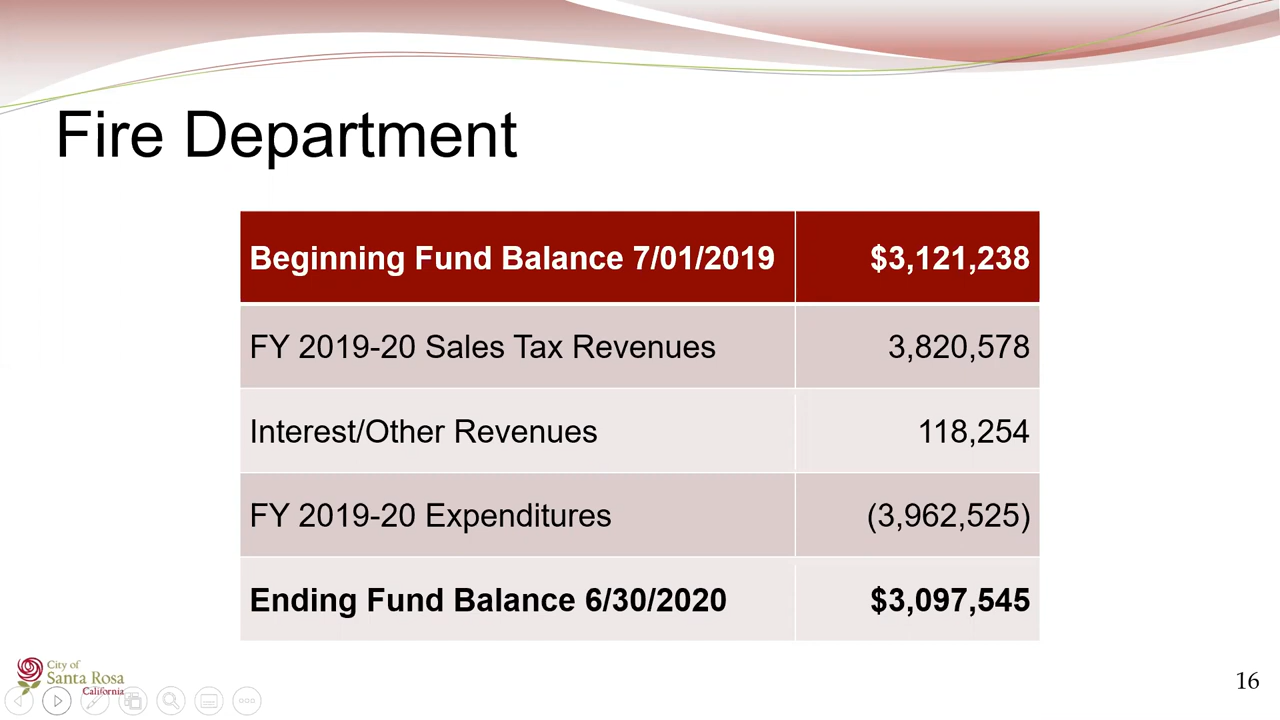 Fire Department
Beginning Fund Balance 7/01/2019 $3,121,238
FY 2019-20 Sales Tax Revenues 3,820,578
Interest/Other Revenues 118,254
FY 2019-20 Expenditures (3,962,525)
Ending Fund Balance 6/30/2020 $3,097,545
City of
Santa Rosa
California
16